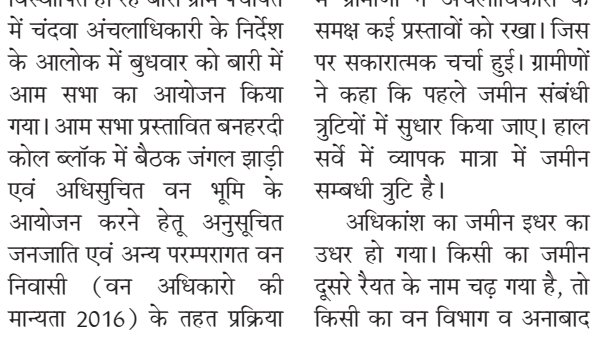 विस्थापित हो रहे बारी ग्राम पंचायत
में चंदवा अंचलाधिकारी के निर्देश
के आलोक में बुधवार को बारी में
आम सभा का आयोजन किया
गया। आम सभा प्रस्तावित बनहरदी
कोल ब्लॉक में बैठक जंगल झाड़ी
एवं अधिसुचित वन भूमि के
आयोजन करने हेतू अनुसूचित
जनजाति एवं अन्य परम्परागत वन
निवासी (वन अधिकारो की
मान्यता 2016) के तहत प्रक्रिया
में ग्रामीणों ने अंचलाधिकारी के
समक्ष कई प्रस्तावों को रखा। जिस
पर सकारात्मक चर्चा हुई। ग्रामीणों
ने कहा कि पहले जमीन संबंधी
त्रुटियों में सुधार किया जाए। हाल
सर्वे में व्यापक मात्रा में जमीन
सम्बधी त्रुटि है।
अधिकांश का जमीन इधर का
उधर हो गया। किसी का जमीन
दूसरे रैयत के नाम चढ़ गया है, तो
किसी का वन विभाग व अनाबाद